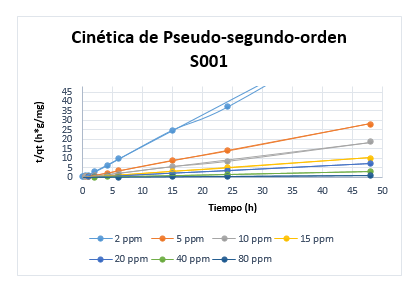 Cinética de Pseudo-segundo-orden
S001
t/qt (h*g/mg)
45
40
35
30
25
20
15
10
5
0
0 5 10 15 20 25 30 35 40 45 50
Tiempo (h)
2 ppm 5 ppm 10 ppm 15 ppm
20 ppm 40 ppm 80 ppm